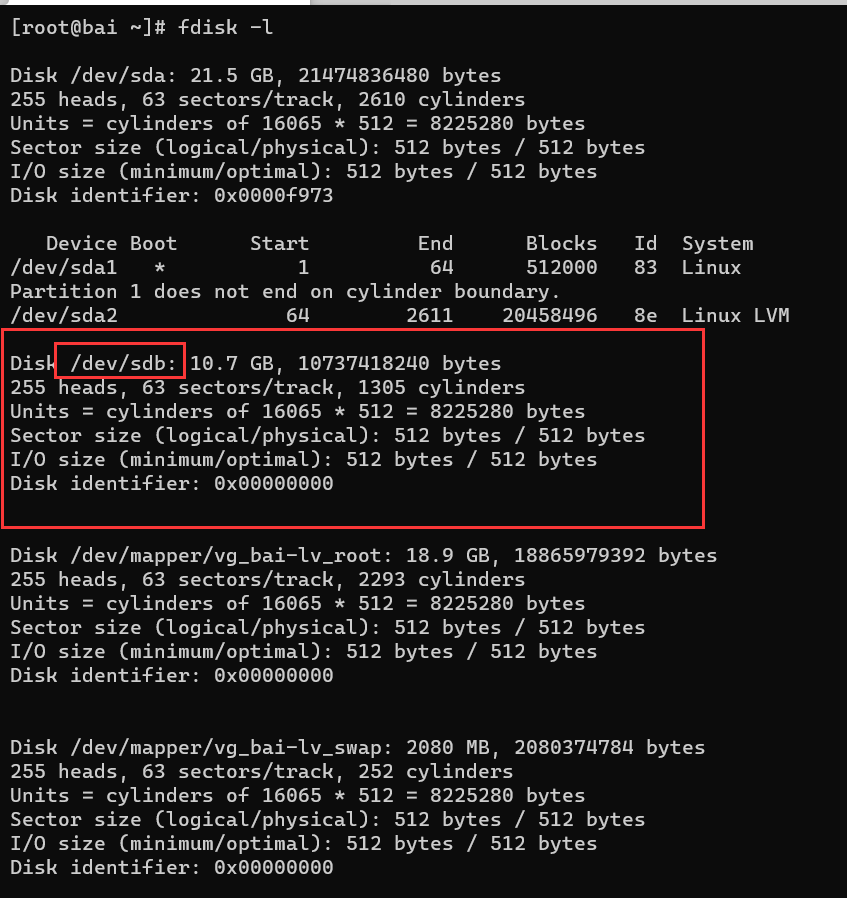 [root@bai ~]# fdisk -l
Disk /dev/sda: 21.5 GB, 21474836480 bytes
255 heads, 63 sectors/track, 2610 cylinders
Units = cylinders of 16065 * 512 = 8225280 bytes
Sector size (logical/physical): 512 bytes / 512 bytes
I/O size (minimum/optimal): 512 bytes / 512 bytes
Disk identifier: 0x0000f973
   Device Boot      Start         End      Blocks   Id  System
/dev/sda1   *           1          64      512000   83  Linux
Partition 1 does not end on cylinder boundary.
/dev/sda2              64        2611    20458496   8e  Linux LVM
Disk /dev/sdb: 10.7 GB, 10737418240 bytes
255 heads, 63 sectors/track, 1305 cylinders
Units = cylinders of 16065 * 512 = 8225280 bytes
Sector size (logical/physical): 512 bytes / 512 bytes
I/O size (minimum/optimal): 512 bytes / 512 bytes
Disk identifier: 0x00000000
Disk /dev/mapper/vg_bai-lv_root: 18.9 GB, 18865979392 bytes
255 heads, 63 sectors/track, 2293 cylinders
Units = cylinders of 16065 * 512 = 8225280 bytes
Sector size (logical/physical): 512 bytes / 512 bytes
I/O size (minimum/optimal): 512 bytes / 512 bytes
Disk identifier: 0x00000000
Disk /dev/mapper/vg_bai-lv_swap: 2080 MB, 2080374784 bytes
255 heads, 63 sectors/track, 252 cylinders
Units = cylinders of 16065 * 512 = 8225280 bytes
Sector size (logical/physical): 512 bytes / 512 bytes
I/O size (minimum/optimal): 512 bytes / 512 bytes
Disk identifier: 0x00000000